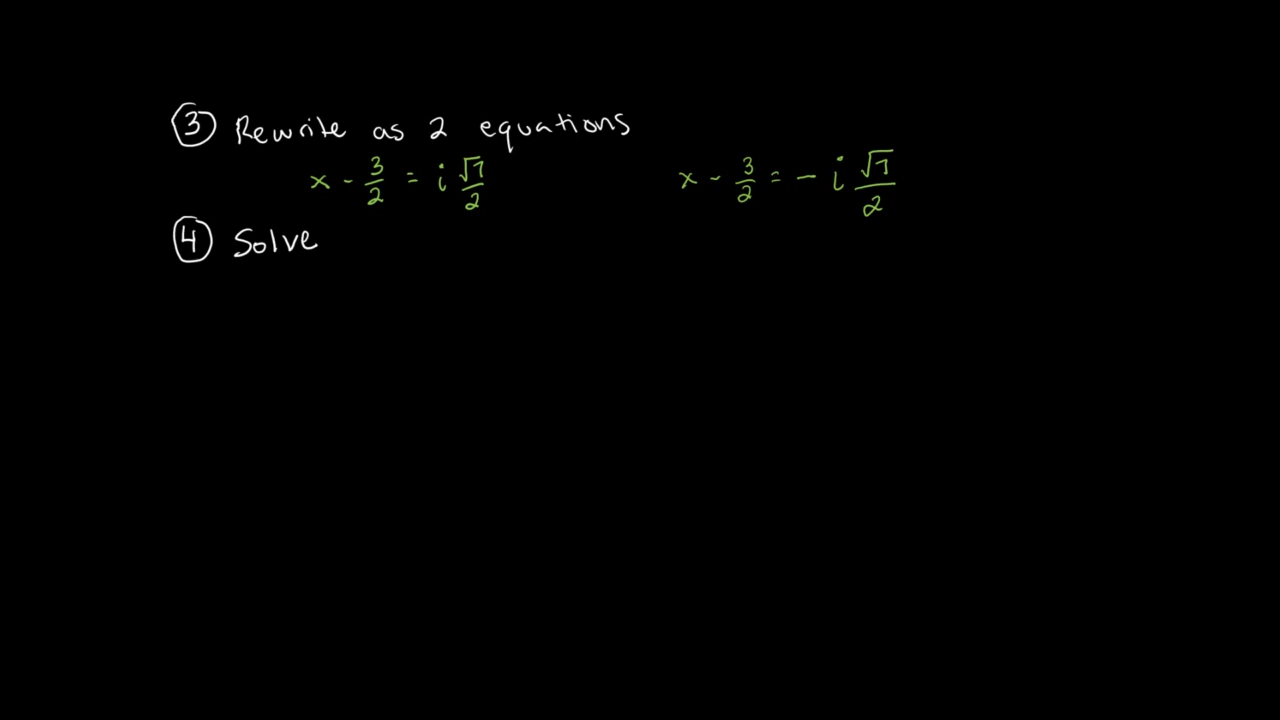 ③ Rewrite as 2 equations
x - 3/2 = i √7/2    x - 3/2 = - i √7/2
④ Solve